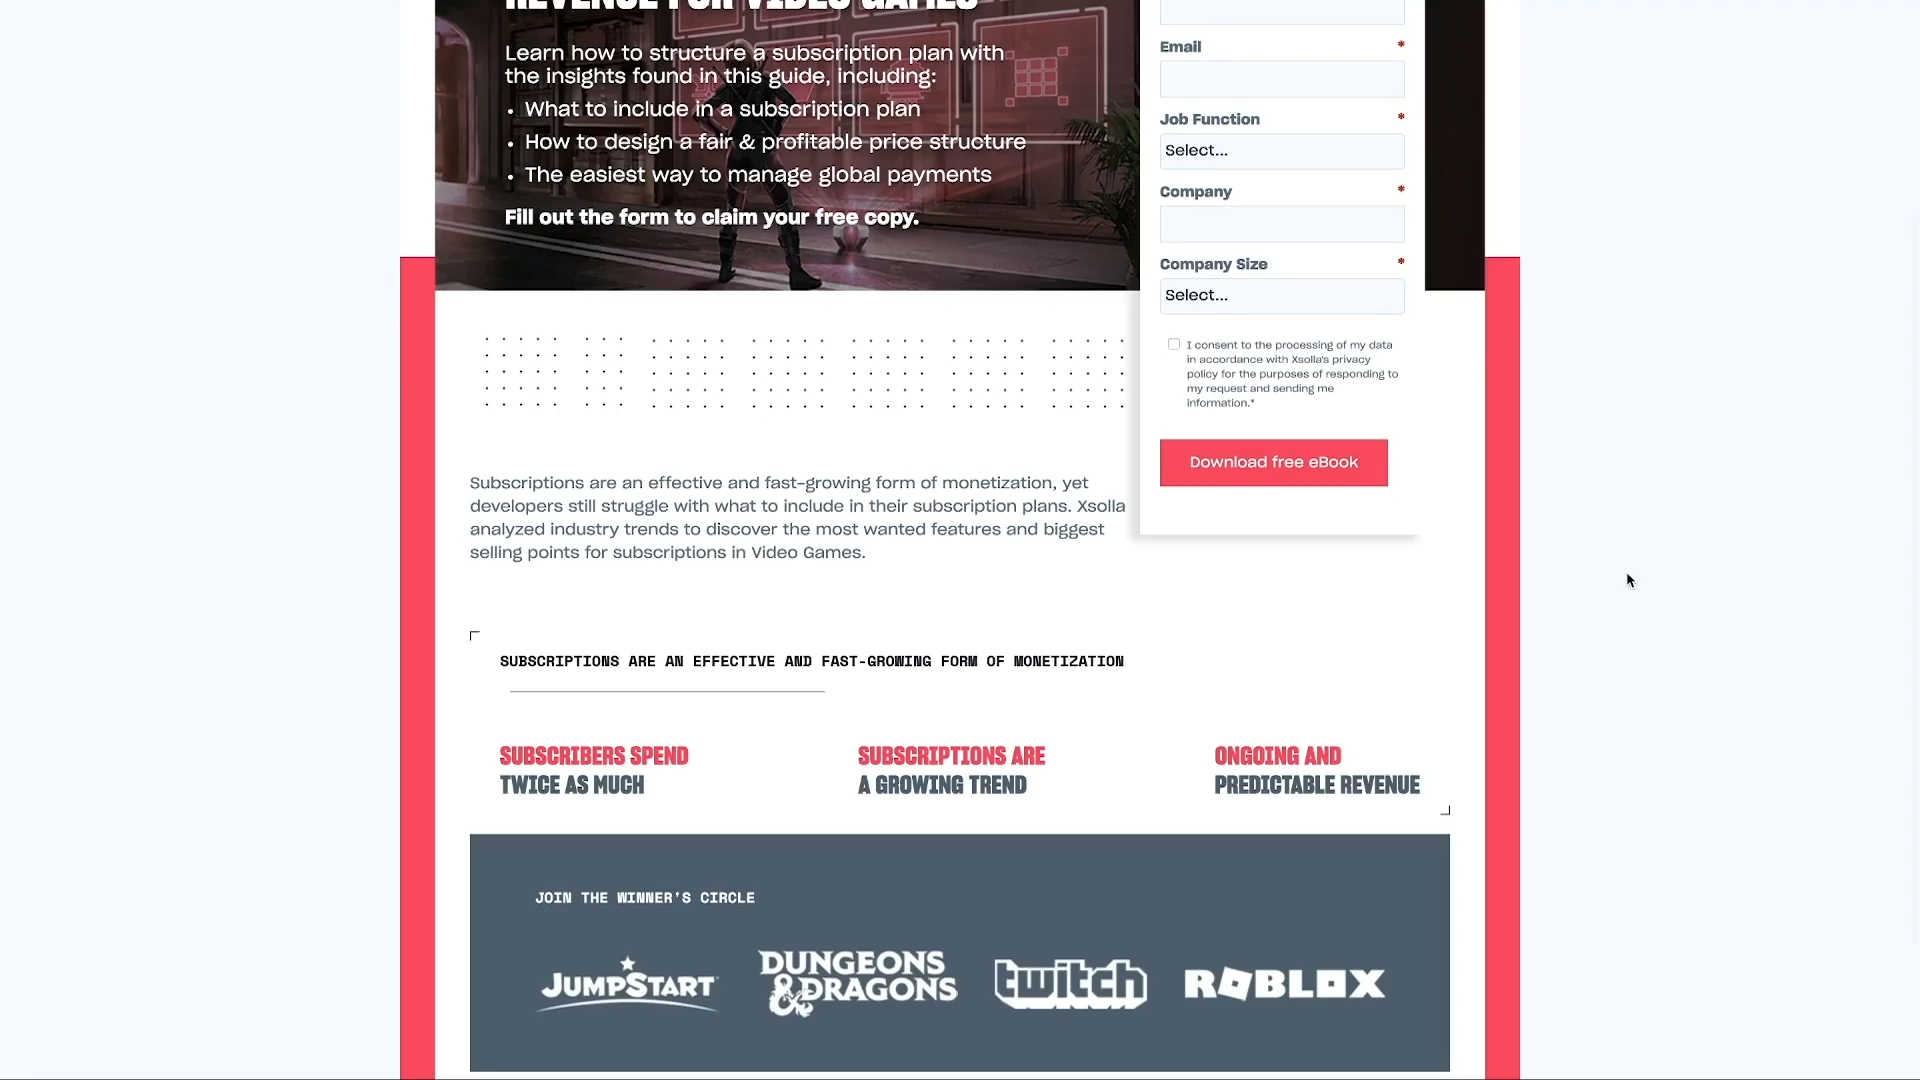 REVENUE FOR VIDEO GAMES
Learn how to structure a subscription plan with
the insights found in this guide, including:
• What to include in a subscription plan
• How to design a fair & profitable price structure
• The easiest way to manage global payments
Fill out the form to claim your free copy.
Email *
Job Function *
Select...
Company *
Company Size *
Select...
I consent to the processing of my data
in accordance with Xsolla's privacy
policy for the purposes of responding to
my request and sending me
information.*
Download free eBook
Subscriptions are an effective and fast-growing form of monetization, yet
developers still struggle with what to include in their subscription plans. Xsolla
analyzed industry trends to discover the most wanted features and biggest
selling points for subscriptions in Video Games.
SUBSCRIPTIONS ARE AN EFFECTIVE AND FAST-GROWING FORM OF MONETIZATION
SUBSCRIBERS SPEND
TWICE AS MUCH
SUBSCRIPTIONS ARE
A GROWING TREND
ONGOING AND
PREDICTABLE REVENUE
JOIN THE WINNER'S CIRCLE
JUMPSTART
DUNGEONS
& DRAGONS
twitch
ROBLOX